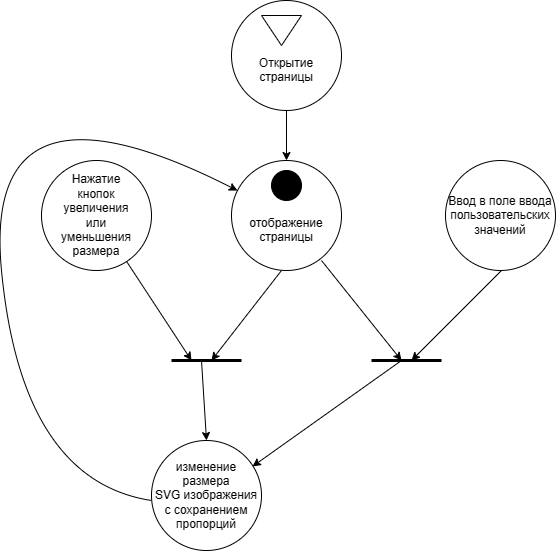 Открытие
страницы
Нажатие
кнопок
увеличения
или
уменьшения
размера
отображение
страницы
Ввод в поле ввода
пользовательских
значений
изменение
размера
SVG изображения
с сохранением
пропорций